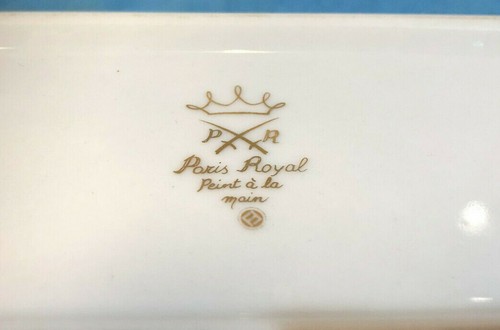 P R
Paris Royal
Peint à la
main